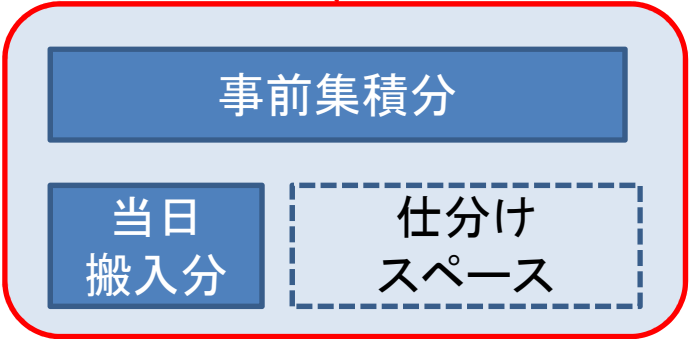 事前集積分
当日
搬入分
仕分け
スペース